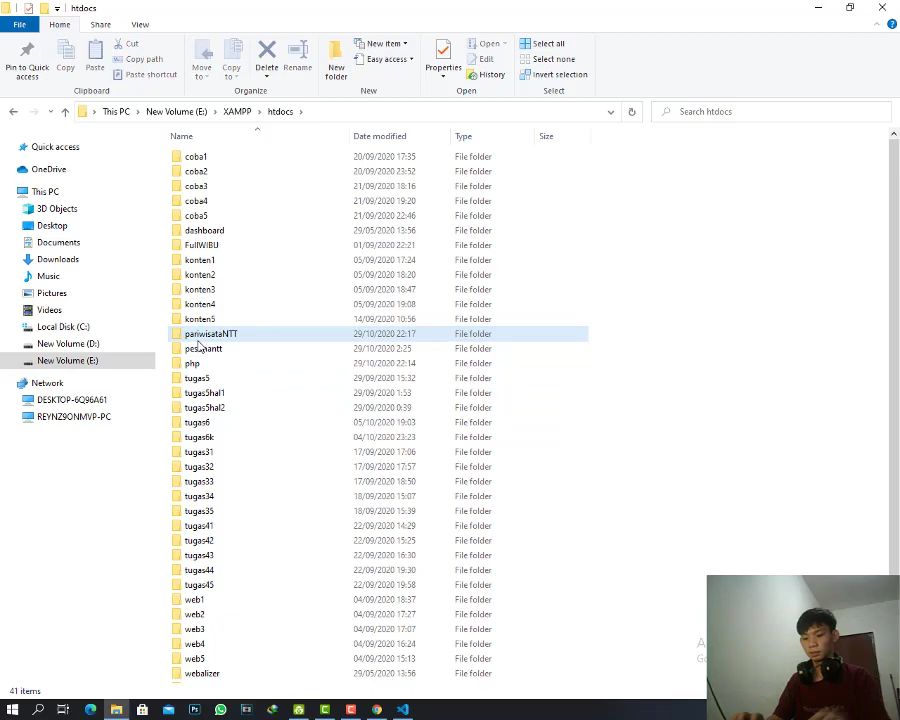 htdocs
File Home Share View
Pin to Quick access
Copy
Paste
Cut
Copy path
Paste shortcut
Clipboard
Move to
Copy to
Delete
Rename
Organize
New folder
New item
Easy access
New
Properties
Open
Edit
History
Open
Select all
Select none
Invert selection
Select
This PC > New Volume (E:) > XAMPP > htdocs >
Search htdocs
Quick access
OneDrive
This PC
3D Objects
Desktop
Documents
Downloads
Music
Pictures
Videos
Local Disk (C:)
New Volume (D:)
New Volume (E:)
Network
DESKTOP-6Q96A61
REYNZ9ONMVP-PC
Name Date modified Type Size
coba1 20/09/2020 17:35 File folder
coba2 20/09/2020 23:52 File folder
coba3 21/09/2020 18:16 File folder
coba4 21/09/2020 19:20 File folder
coba5 21/09/2020 22:46 File folder
dashboard 29/05/2020 13:56 File folder
FullWIBU 01/09/2020 22:21 File folder
konten1 05/09/2020 17:24 File folder
konten2 05/09/2020 18:20 File folder
konten3 05/09/2020 18:47 File folder
konten4 05/09/2020 19:08 File folder
konten5 14/09/2020 10:56 File folder
pariwisataNTT 29/10/2020 22:17 File folder
29/10/2020 2:25 File folder
php 29/10/2020 22:14 File folder
tugas5 29/09/2020 15:32 File folder
tugas5hal1 29/09/2020 1:53 File folder
tugas5hal2 29/09/2020 0:39 File folder
tugas6 05/10/2020 19:03 File folder
tugas6k 04/10/2020 23:23 File folder
tugas31 17/09/2020 17:06 File folder
tugas32 17/09/2020 17:57 File folder
tugas33 17/09/2020 18:50 File folder
tugas34 18/09/2020 15:07 File folder
tugas35 18/09/2020 15:39 File folder
tugas41 22/09/2020 14:29 File folder
tugas42 22/09/2020 15:25 File folder
tugas43 22/09/2020 16:30 File folder
tugas44 22/09/2020 19:30 File folder
tugas45 22/09/2020 19:58 File folder
web1 04/09/2020 18:37 File folder
web2 04/09/2020 17:27 File folder
web3 04/09/2020 17:07 File folder
web4 04/09/2020 16:24 File folder
web5 04/09/2020 15:13 File folder
webalizer 29/05/2020 13:56 File folder
41 items